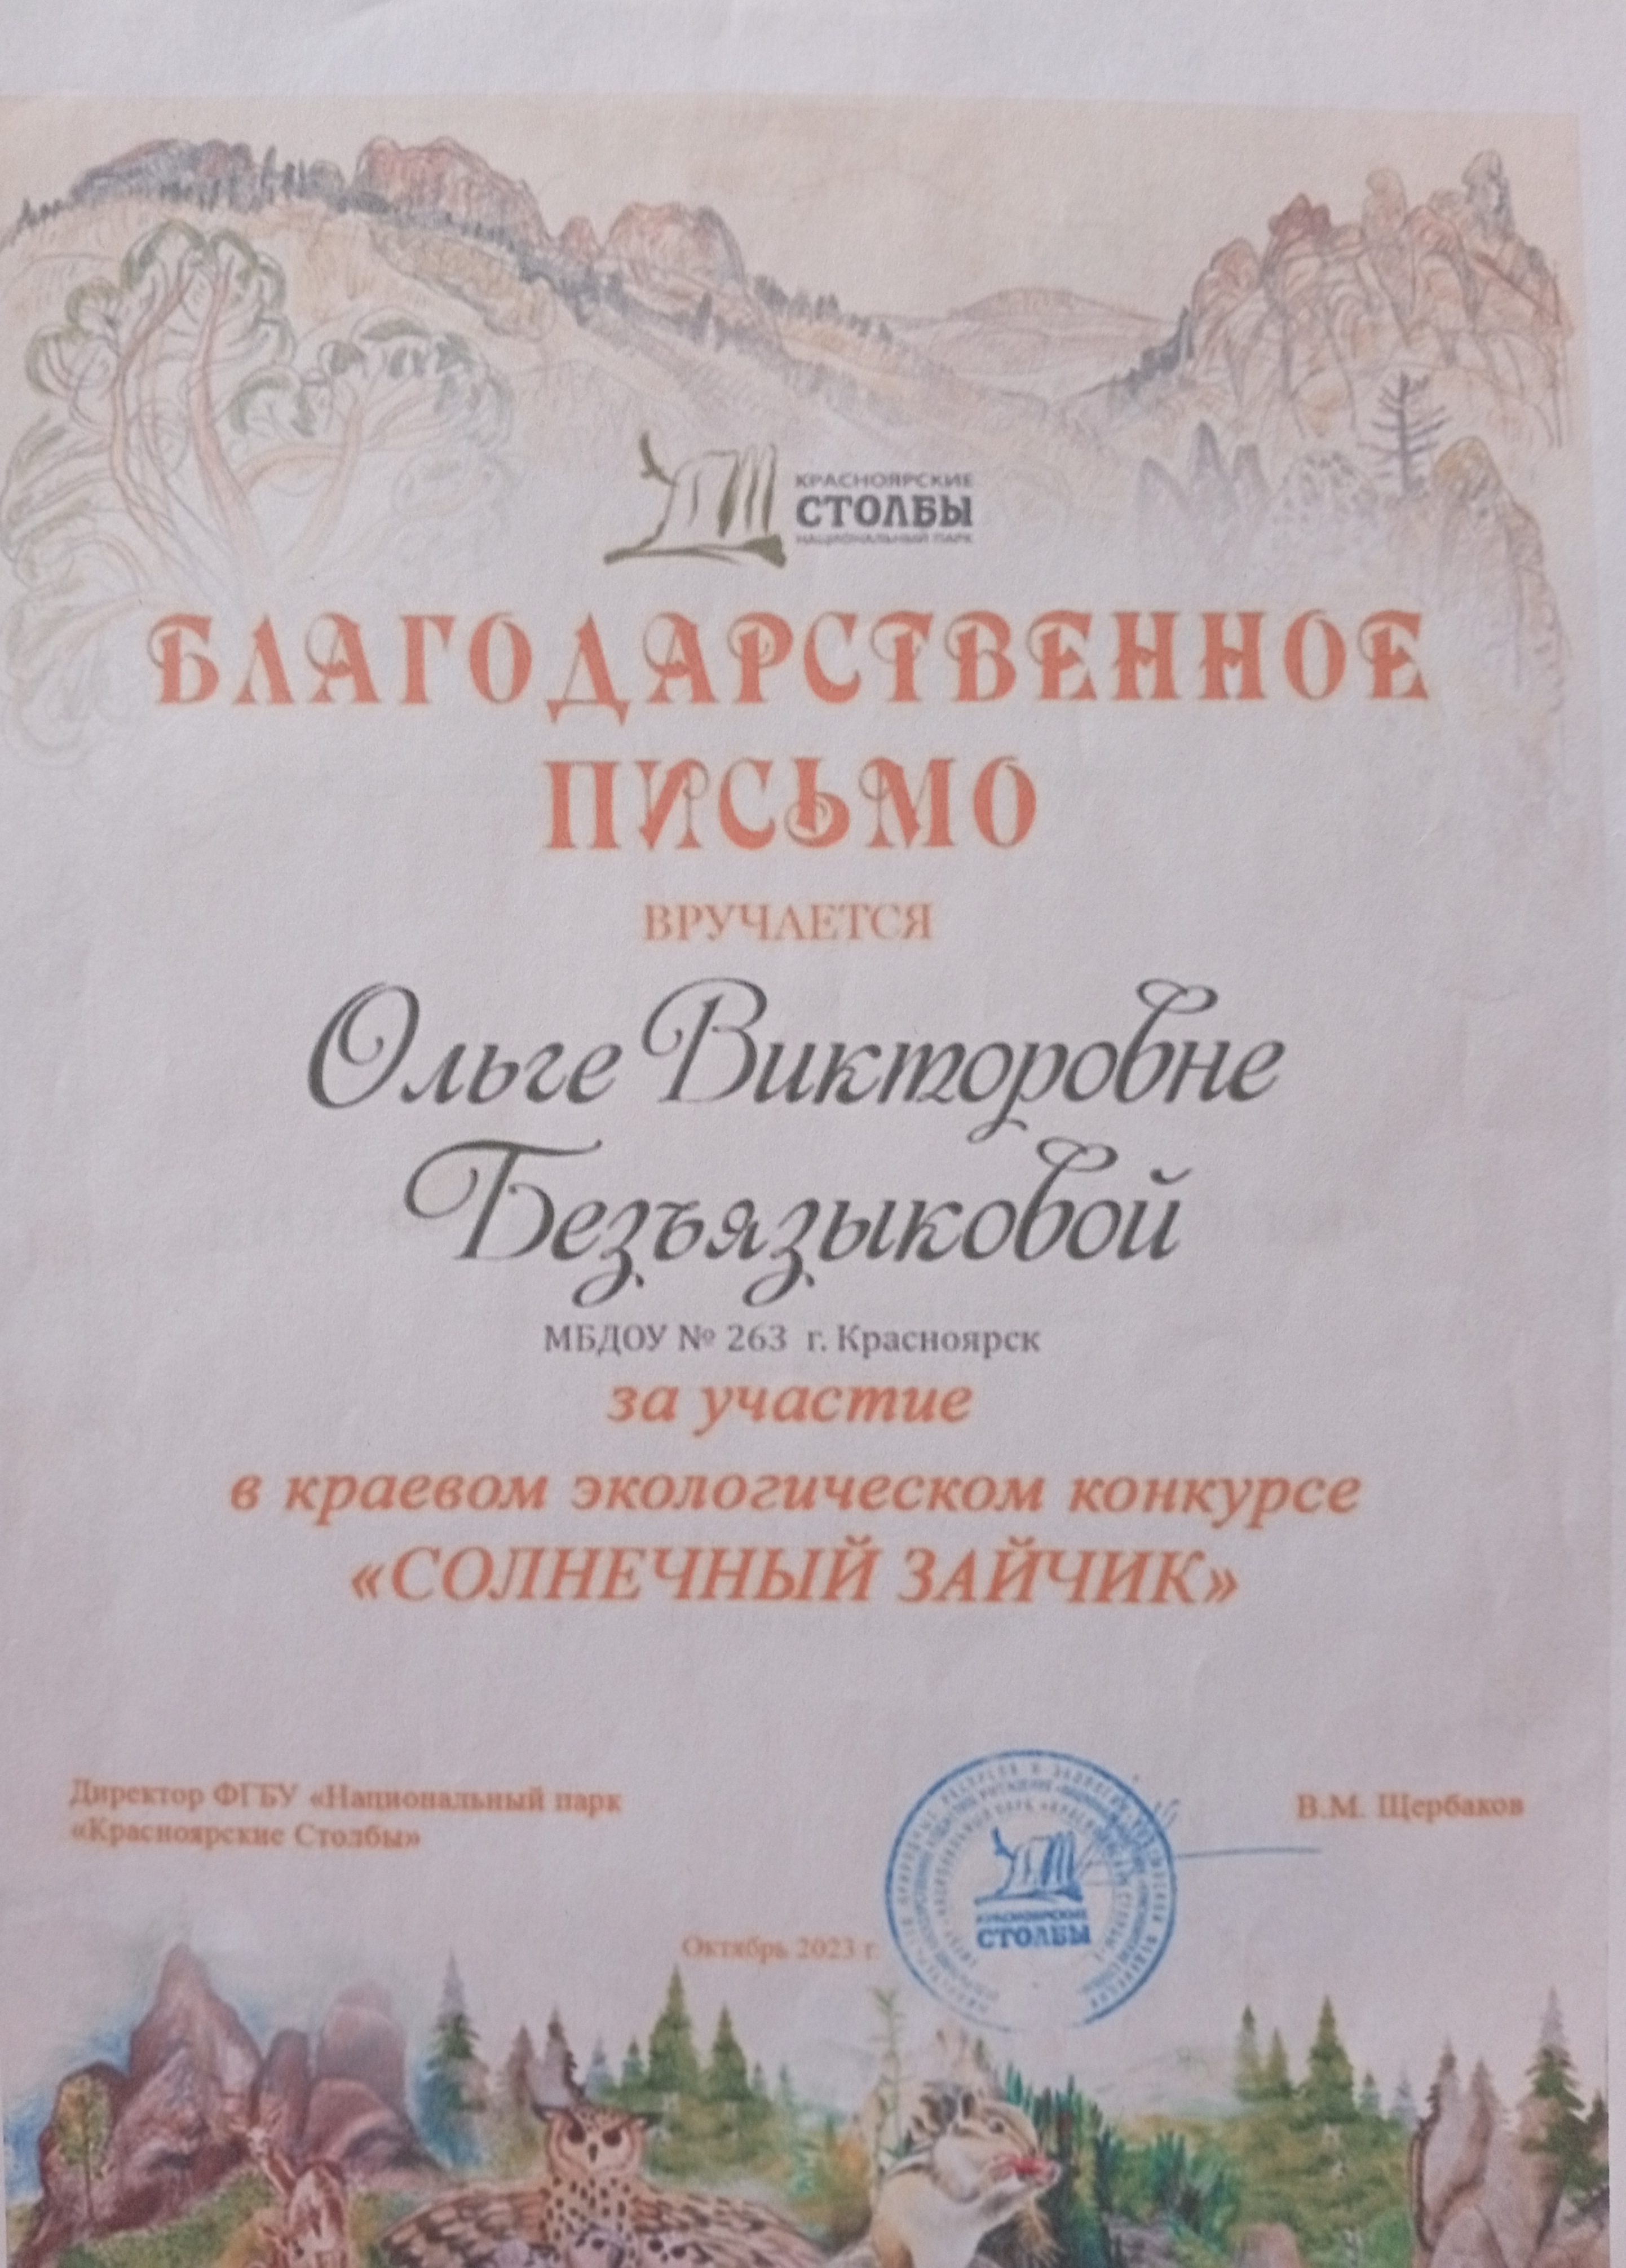 КРАСНОЯРСКИЕ
СТОЛБЫ
НАЦИОНАЛЬНЫЙ ПАРК
БЛАГОДАРСТВЕННОЕ
ПИСЬМО
ВРУЧАЕТСЯ
Ольге Викторовне
Безъязыковой
МБДОУ № 263 г. Красноярск
за участие
в краевом экологическом конкурсе
«СОЛНЕЧНЫЙ ЗАЙЧИК»
Директор ФГБУ «Национальный парк
«Красноярские Столбы»
В.М. Щербаков
КРАСНОЯРСКИЕ
СТОЛБЫ
Октябрь 2023 г.